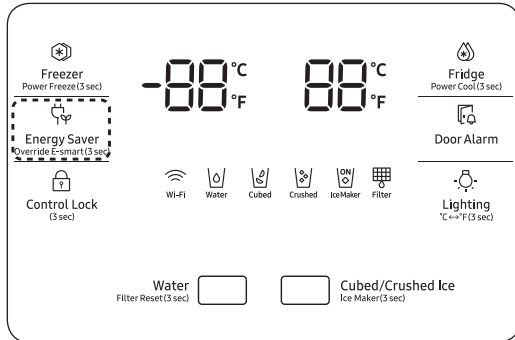 Freezer
Power Freeze(3 sec)
Energy Saver
Override E-smart(3 sec)
Control Lock
(3 sec)
-88 °C °F
88 °C °F
Wi-Fi
Water
Cubed
Crushed
ON
IceMaker
Filter
Fridge
Power Cool(3 sec)
Door Alarm
Lighting
°C↔°F(3 sec)
Water
Filter Reset(3 sec)
Cubed/Crushed Ice
Ice Maker(3 sec)